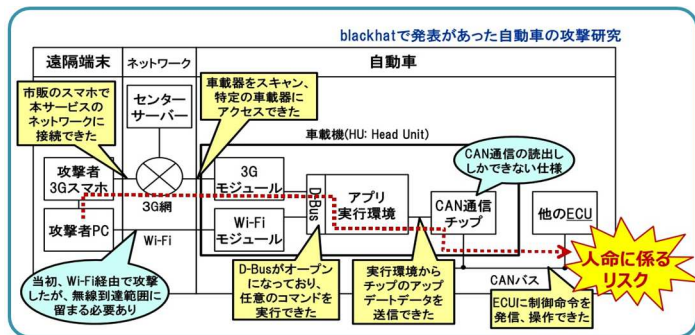 blackhatで発表があった自動車の攻撃研究
遠隔端末
ネットワーク
自動車
市販のスマホで
本サービスの
ネットワークに
接続できた
センター
サーバー
車載器をスキャン、
特定の車載器に
アクセスできた
車載機(HU: Head Unit)
CAN通信の読出し
しかできない仕様
攻撃者
3Gスマホ
3G網
3G
モジュール
D-Bus
アプリ
実行環境
CAN通信
チップ
他のECU
攻撃者PC
Wi-Fi
Wi-Fi
モジュール
人命に係る
リスク
当初、Wi-Fi経由で攻撃
したが、無線到達範囲に
留まる必要あり
D-Busがオープン
になっており、
任意のコマンドを
実行できた
実行環境から
チップのアップ
デートデータを
送信できた
CANバス
ECUに制御命令を
発信、操作できた